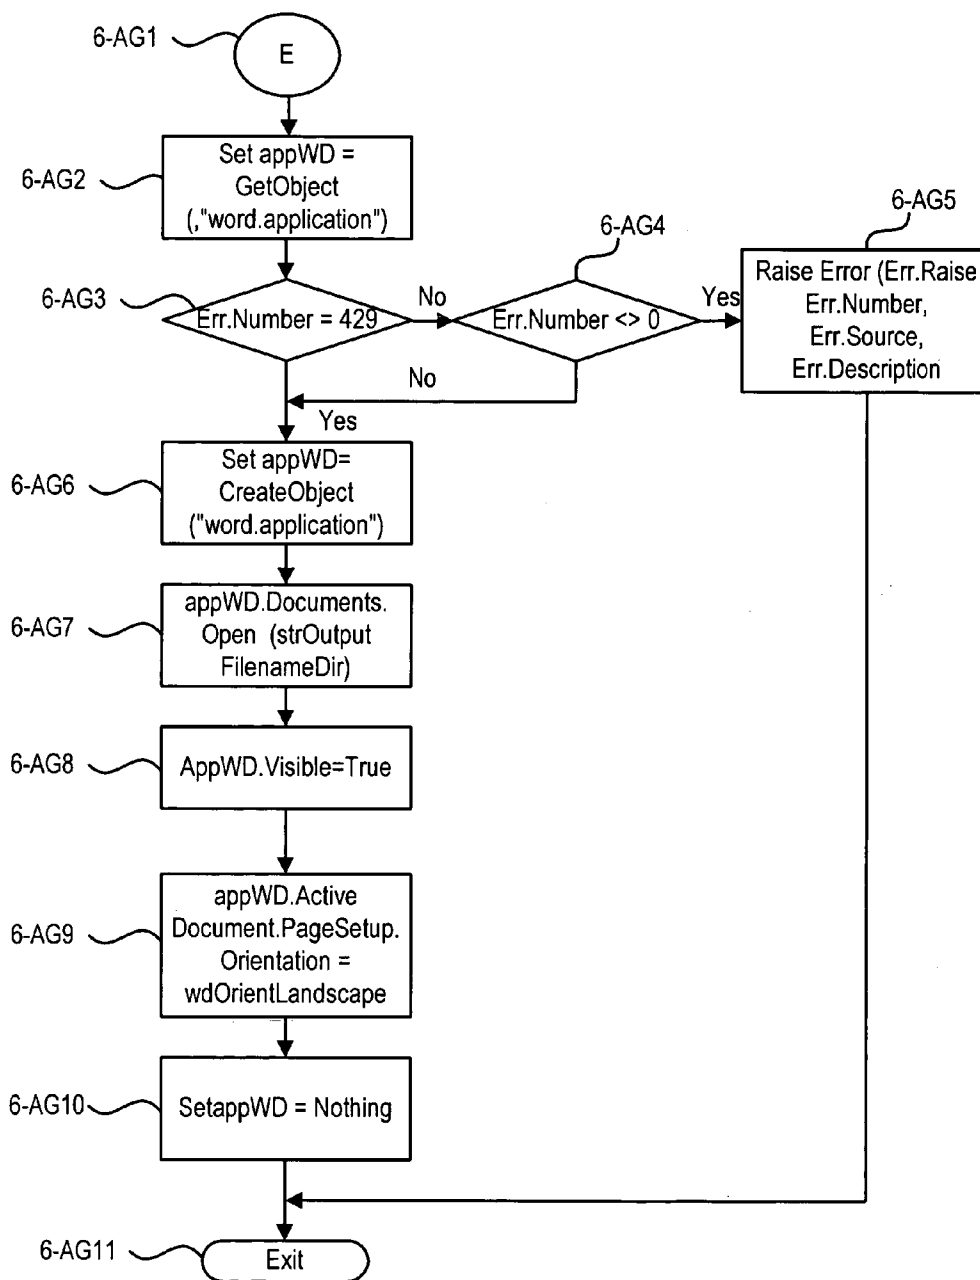 6-AG1
E
6-AG2
Set appWD =
GetObject
(,"word.application")
6-AG3
Err.Number = 429
No
6-AG4
Err.Number <> 0
Yes
6-AG5
Raise Error (Err.Raise
Err.Number,
Err.Source,
Err.Description
No
Yes
6-AG6
Set appWD=
CreateObject
("word.application")
6-AG7
appWD.Documents.
Open (strOutput
FilenameDir)
6-AG8
AppWD.Visible=True
6-AG9
appWD.Active
Document.PageSetup.
Orientation =
wdOrientLandscape
6-AG10
SetappWD = Nothing
6-AG11
Exit